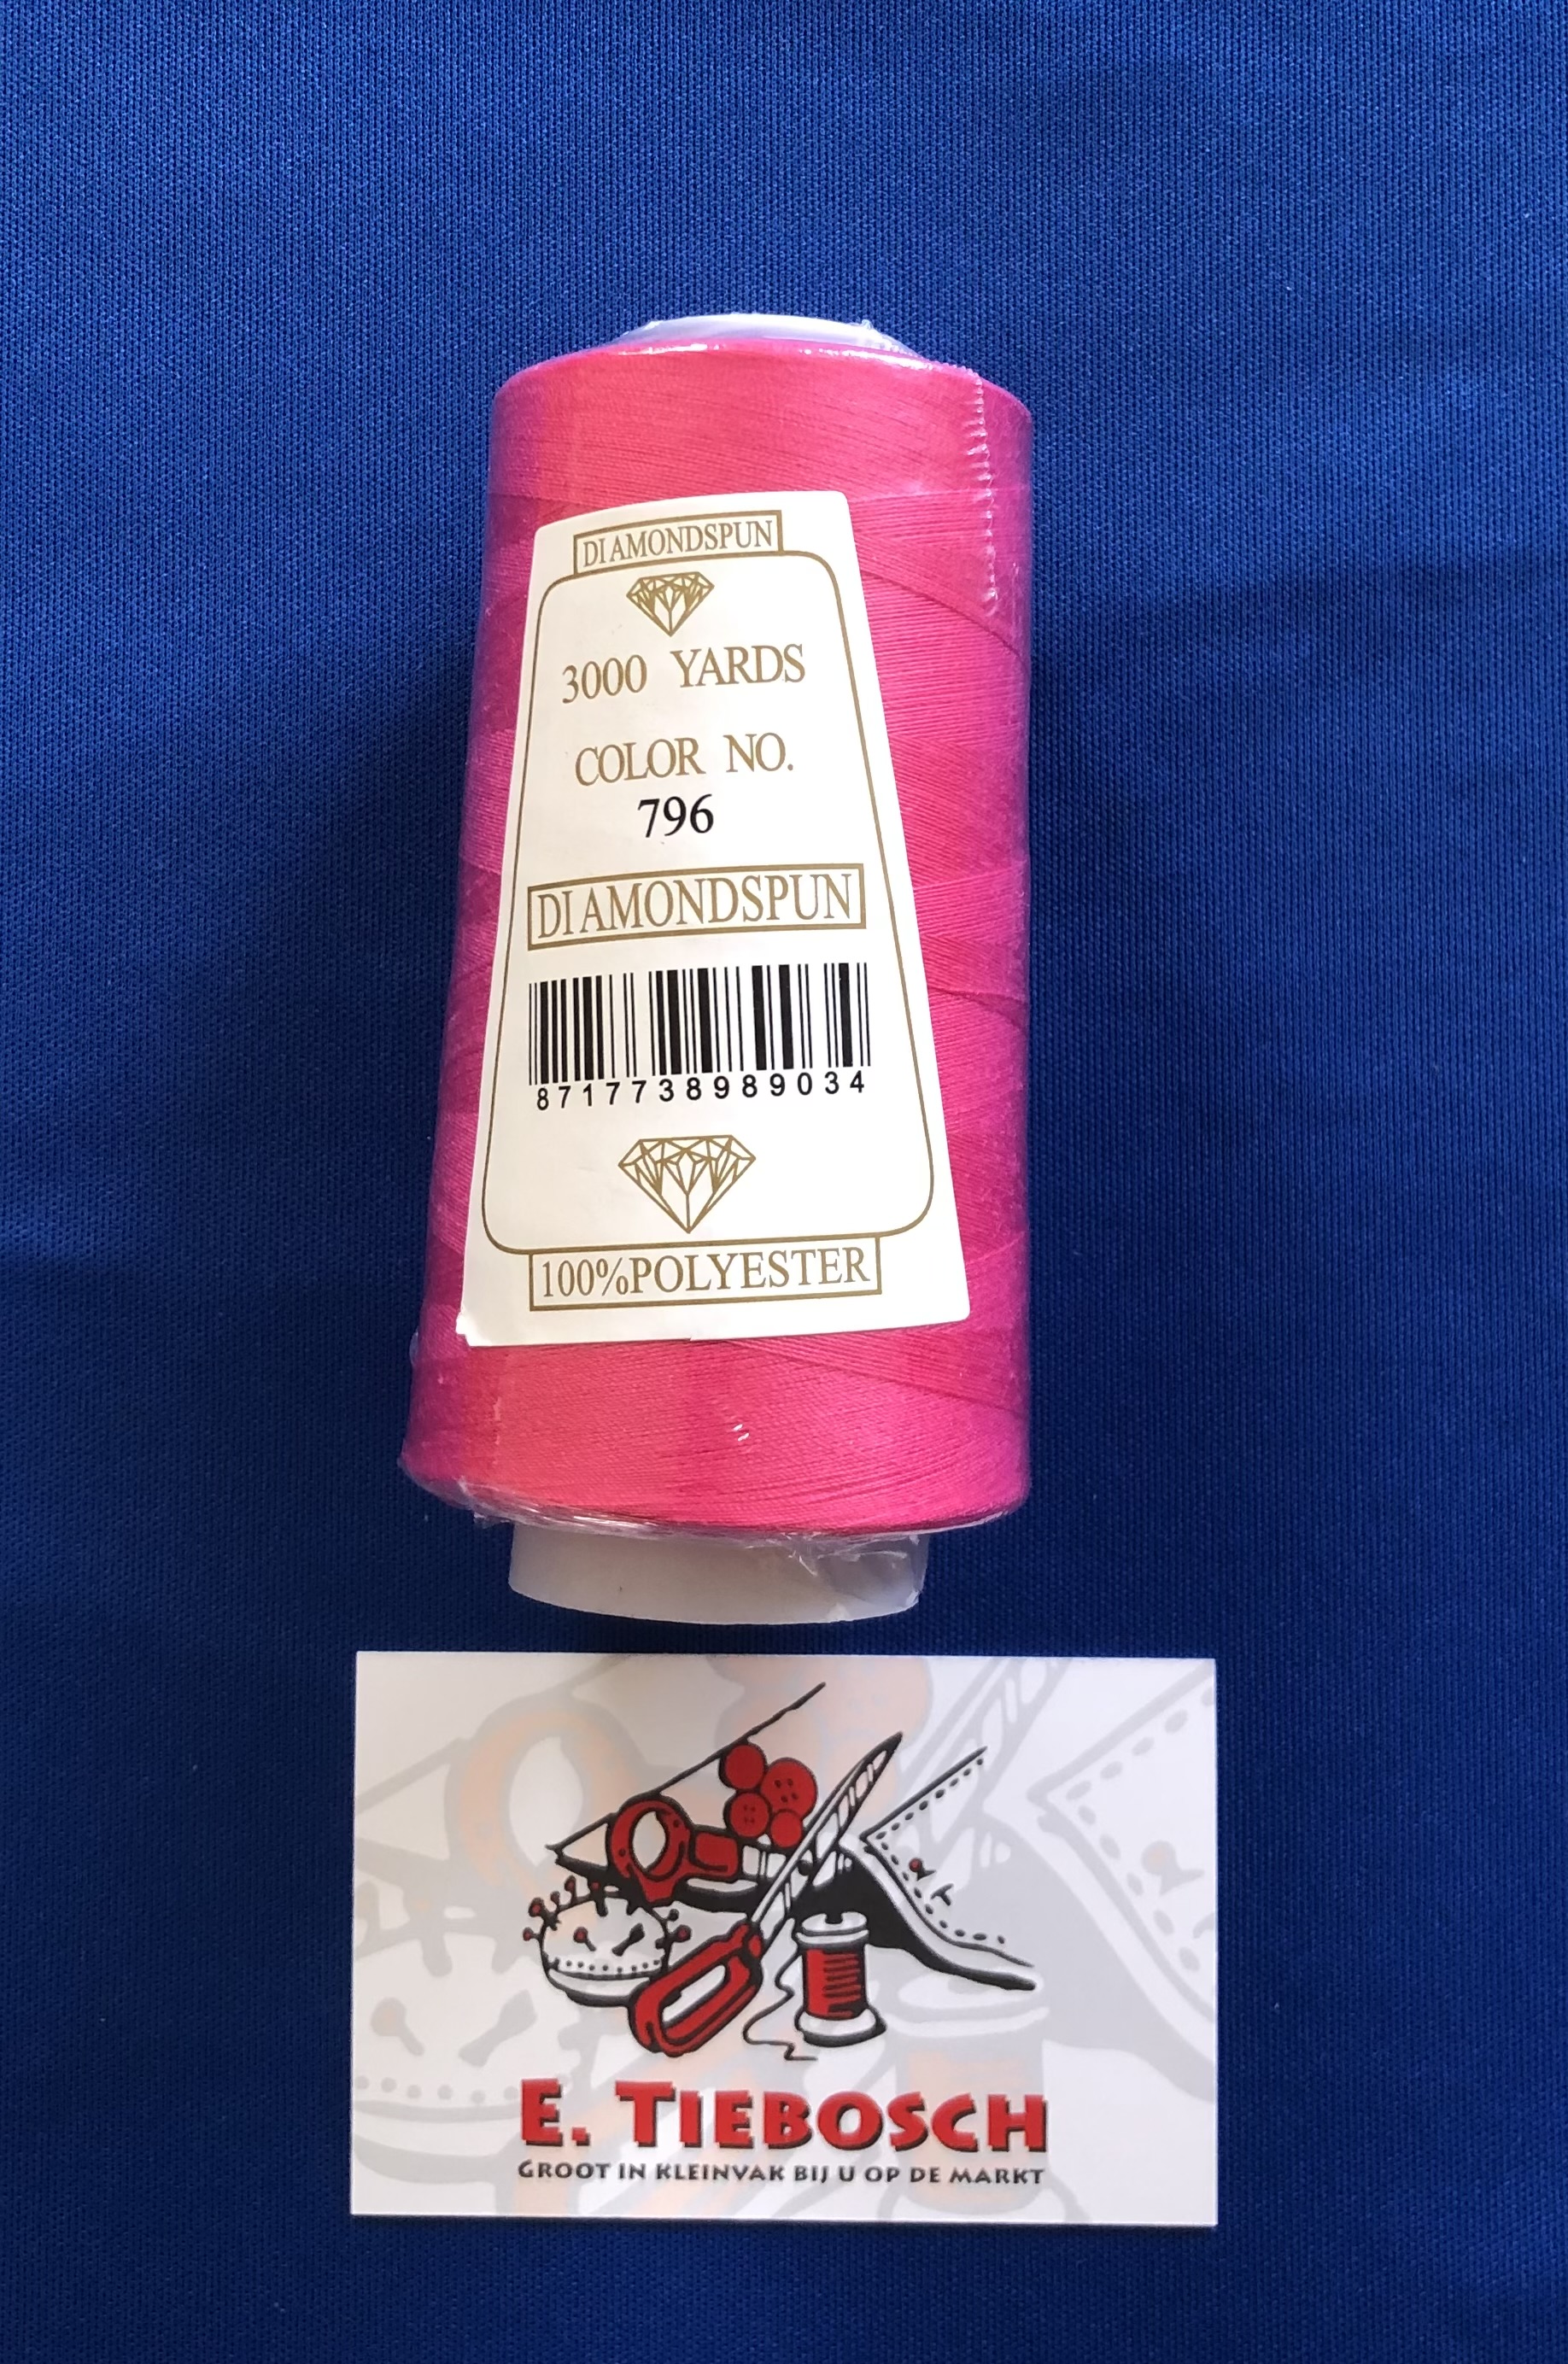 DIAMONDSPUN
3000 YARDS
COLOR NO.
796
DIAMONDSPUN
8717738989034
100%POLYESTER
E. TIEBOSCH
GROOT IN KLEINVAK BIJ U OP DE MARKT